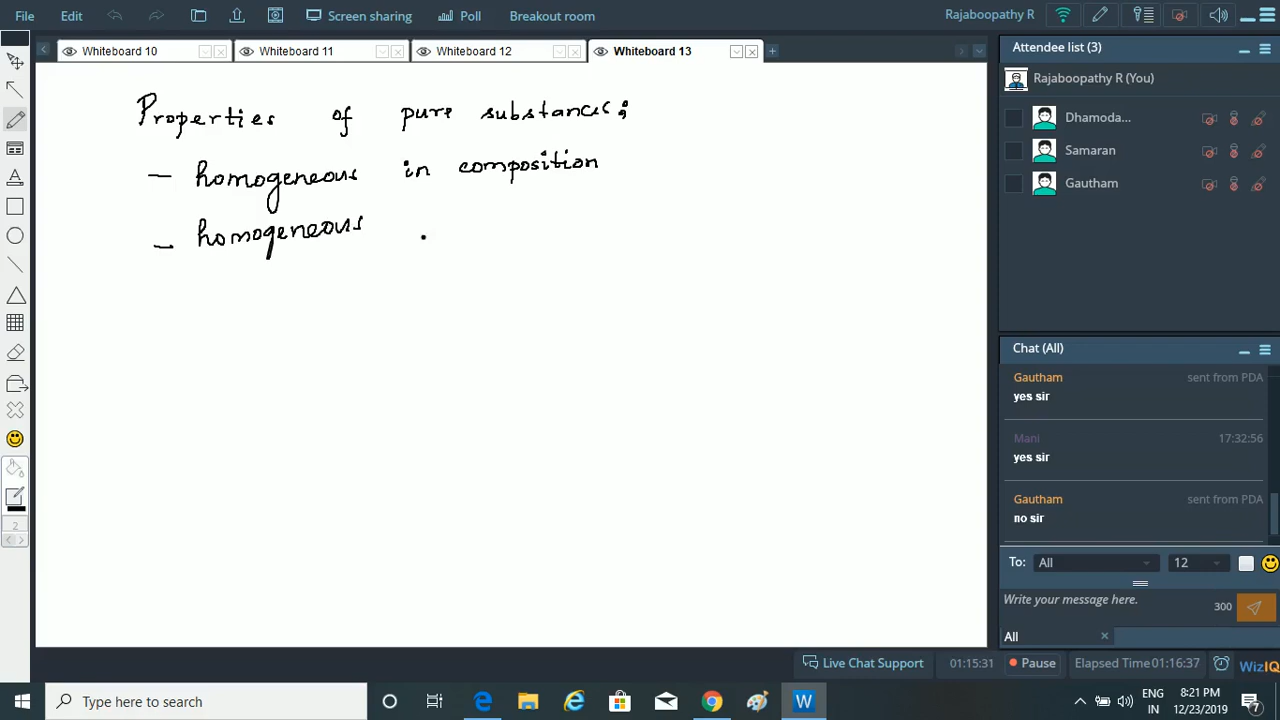 File Edit Screen sharing Poll Breakout room Rajaboopathy R
Whiteboard 10 Whiteboard 11 Whiteboard 12 Whiteboard 13
Attendee list (3)
Rajaboopathy R (You)
Dhamoda...
Samaran
Gautham
Properties of pure substances:
– homogeneous in composition
– homogeneous
Chat (All)
Gautham sent from PDA
yes sir
Mani 17:32:56
yes sir
Gautham sent from PDA
no sir
To: All 12
Write your message here. 300
All
2
Live Chat Support 01:15:31 Pause Elapsed Time 01:16:37 WizIQ
Type here to search
ENG 8:21 PM
IN 12/23/2019
7